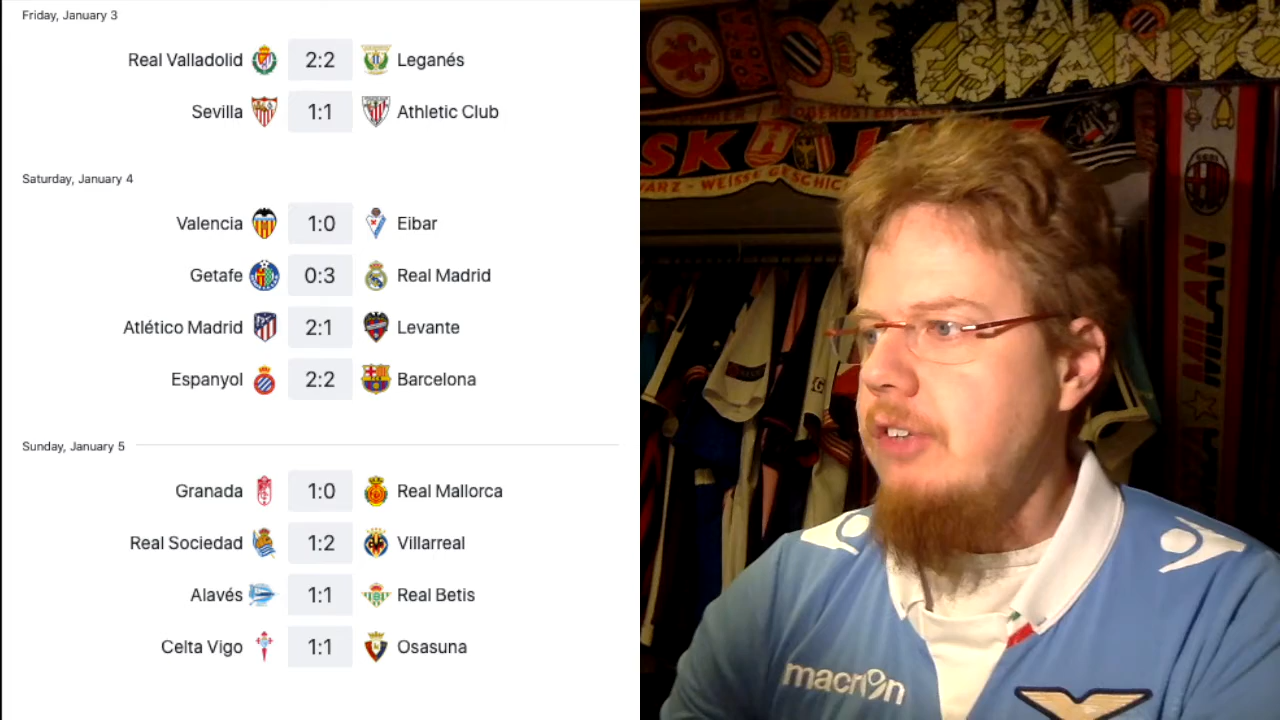 Friday, January 3
Real Valladolid 2:2 Leganés
Sevilla 1:1 Athletic Club
Saturday, January 4
Valencia 1:0 Eibar
Getafe 0:3 Real Madrid
Atlético Madrid 2:1 Levante
Espanyol 2:2 Barcelona
Sunday, January 5
Granada 1:0 Real Mallorca
Real Sociedad 1:2 Villarreal
Alavés 1:1 Real Betis
Celta Vigo 1:1 Osasuna
REAL
ESPANYO
SK
MILAN
macron